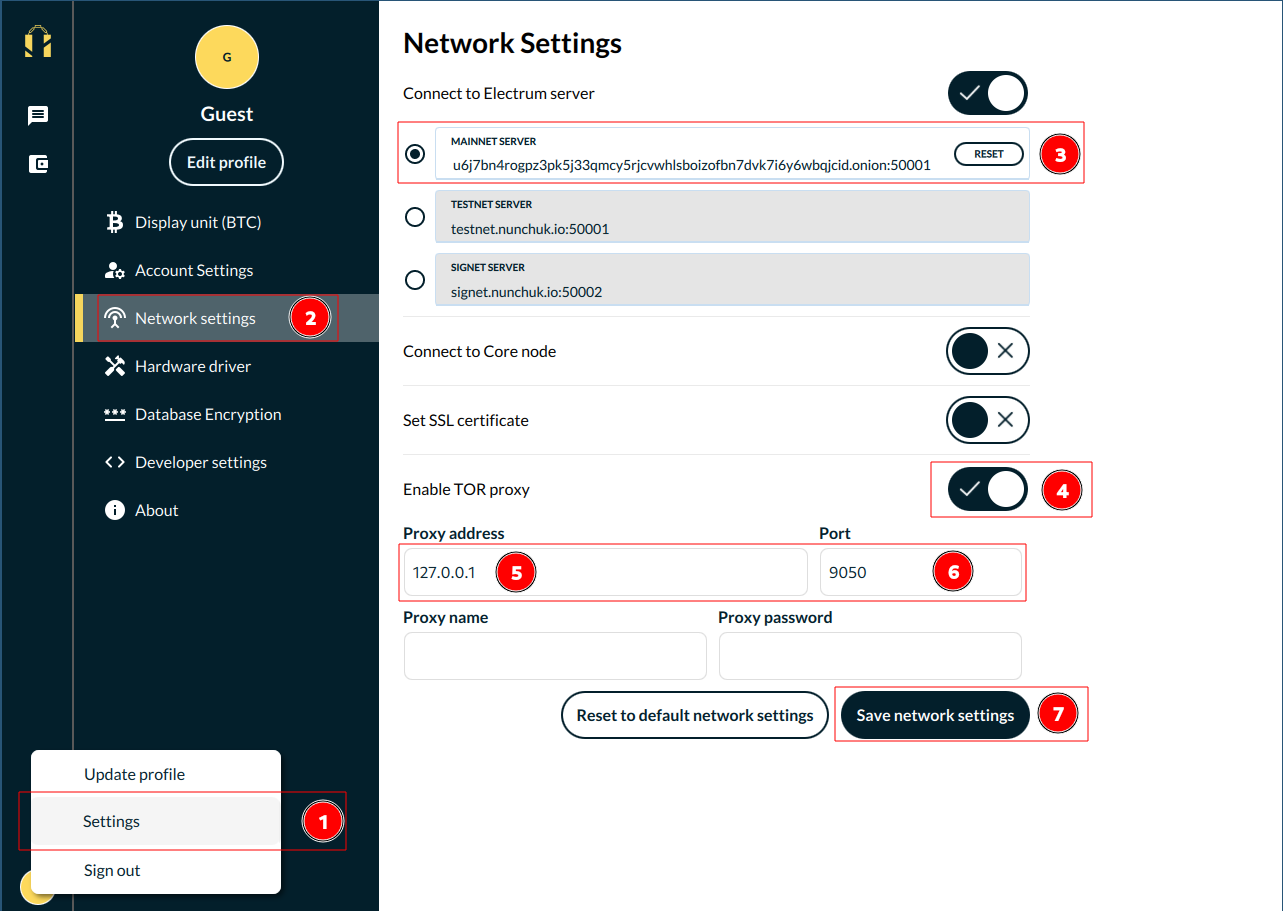 G
Guest
Edit profile
Display unit (BTC)
Account Settings
Network settings
2
Hardware driver
Database Encryption
Developer settings
About
Update profile
Settings
1
Sign out
Network Settings
Connect to Electrum server
MAINNET SERVER
u6j7bn4rogpz3pk5j33qmcy5rjcvwhlsboizofbn7dvk7i6y6wbqjcid.onion:50001
RESET
3
TESTNET SERVER
testnet.nunchuk.io:50001
SIGNET SERVER
signet.nunchuk.io:50002
Connect to Core node
Set SSL certificate
Enable TOR proxy
4
Proxy address
Port
127.0.0.1
5
9050
6
Proxy name
Proxy password
Reset to default network settings
Save network settings
7